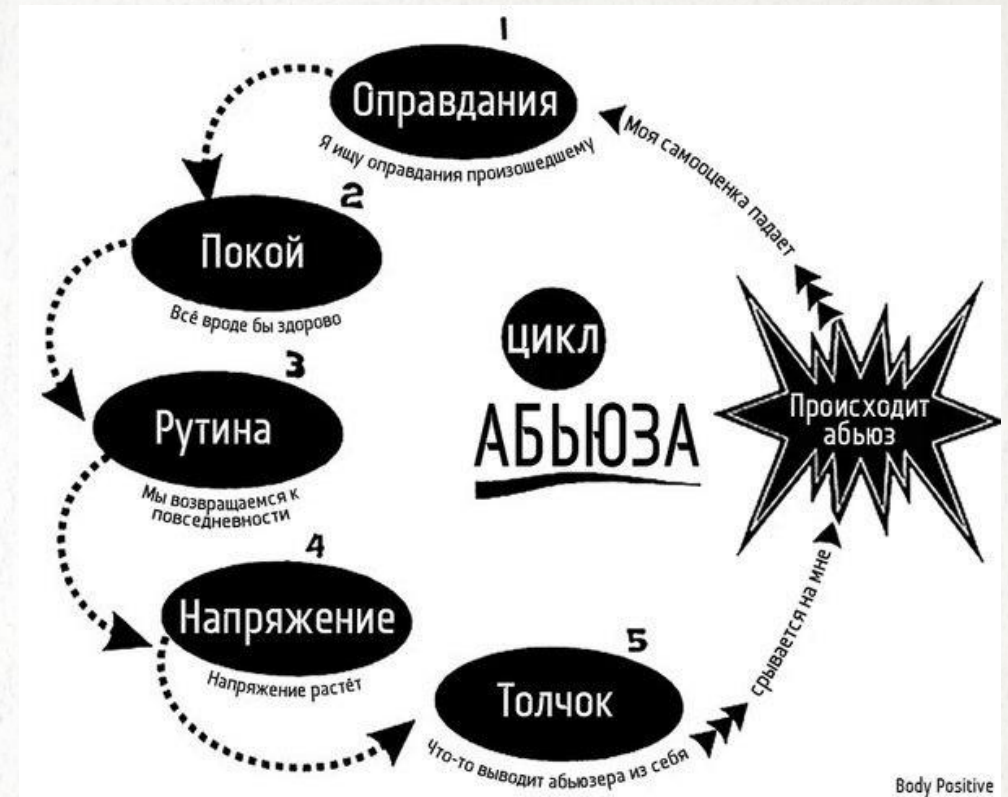 1
Оправдания
Я ищу оправдания произошедшему
2
Покой
Всё вроде бы здорово
3
Рутина
Мы возвращаемся к
повседневности
4
Напряжение
Напряжение растёт
5
Толчок
Что-то выводит абьюзера из себя
срывается на мне
Происходит
абьюз
Моя самооценка падает
ЦИКЛ
АБЬЮЗА
Body Positive